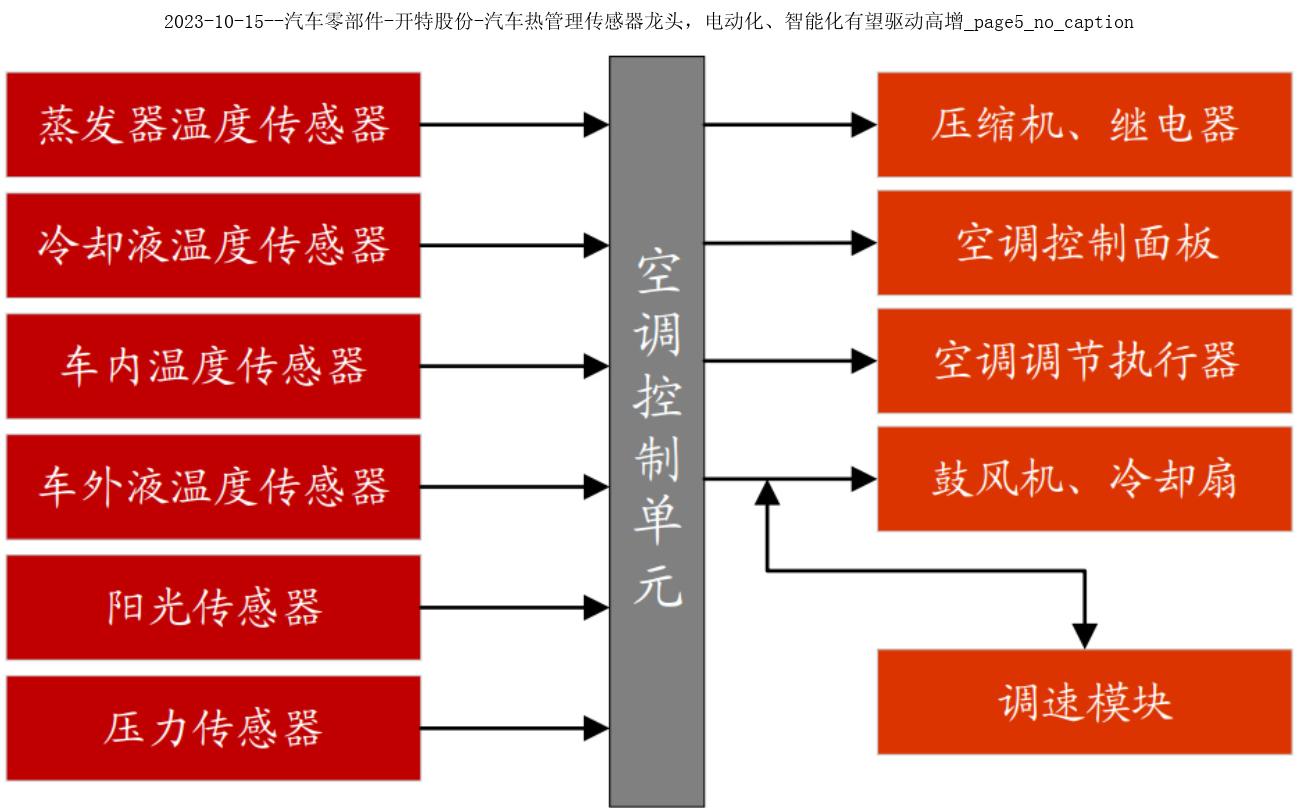 2023-10-15--汽车零部件-开特股份-汽车热管理传感器龙头，电动化、智能化有望驱动高增_page5_no_caption
蒸发器温度传感器
冷却液温度传感器
车内温度传感器
车外液温度传感器
阳光传感器
压力传感器
空调控制单元
压缩机、继电器
空调控制面板
空调调节执行器
鼓风机、冷却扇
调速模块